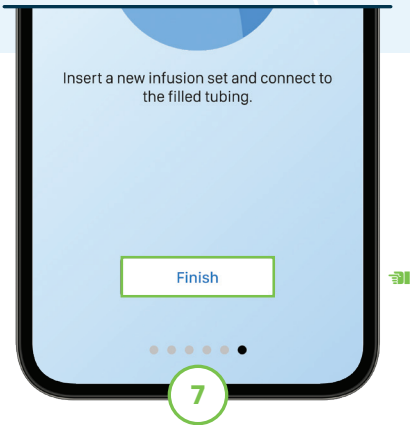 Insert a new infusion set and connect to
the filled tubing.
Finish
7